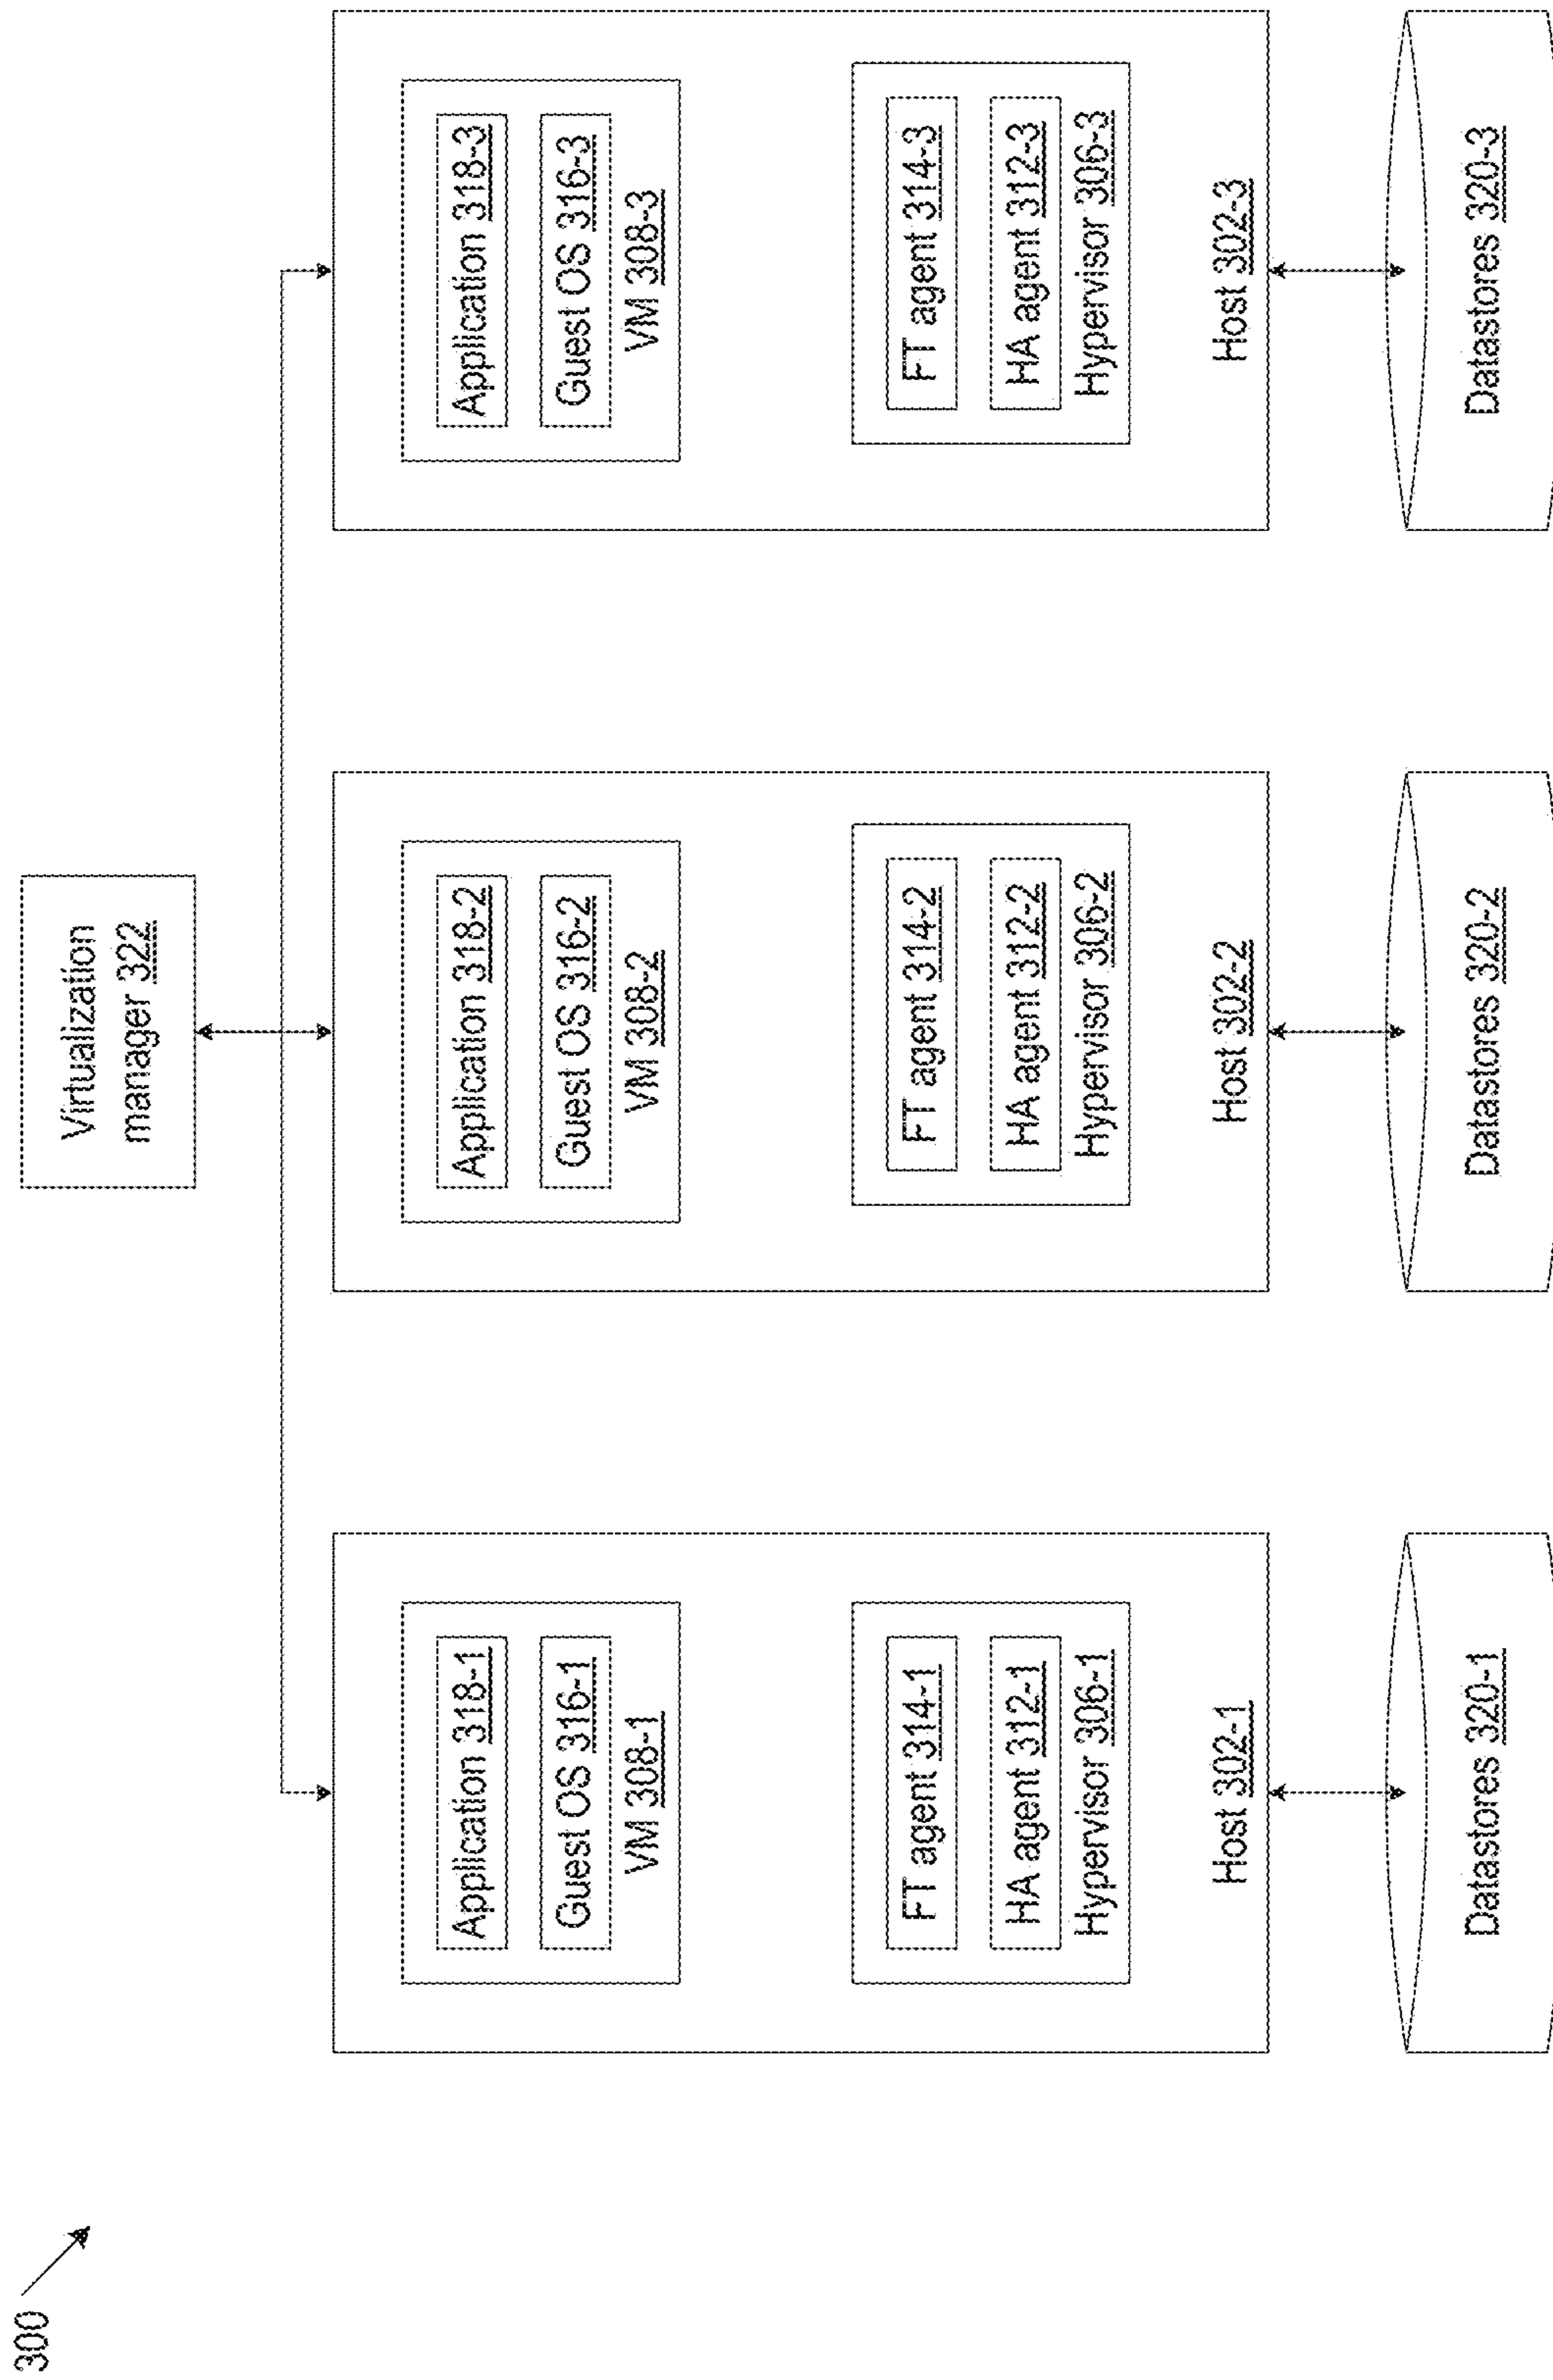 300
Virtualization
manager 322
Application 318-1
Guest OS 316-1
VM 308-1
FT agent 314-1
HA agent 312-1
Hypervisor 306-1
Host 302-1
Datastores 320-1
Application 318-2
Guest OS 316-2
VM 308-2
FT agent 314-2
HA agent 312-2
Hypervisor 306-2
Host 302-2
Datastores 320-2
Application 318-3
Guest OS 316-3
VM 308-3
FT agent 314-3
HA agent 312-3
Hypervisor 306-3
Host 302-3
Datastores 320-3